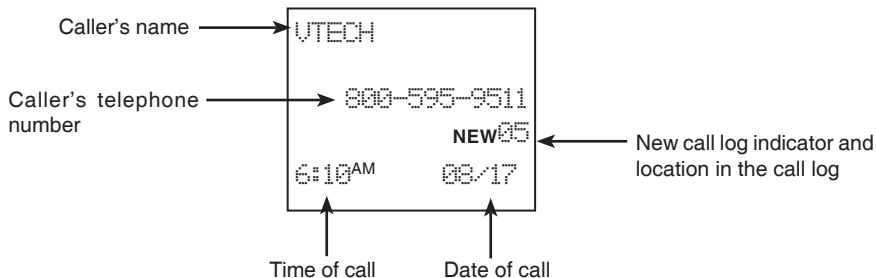 Caller's name
VTECH
Caller's telephone
number
800-595-9511
NEW05
New call log indicator and
location in the call log
6:10AM 08/17
Time of call Date of call